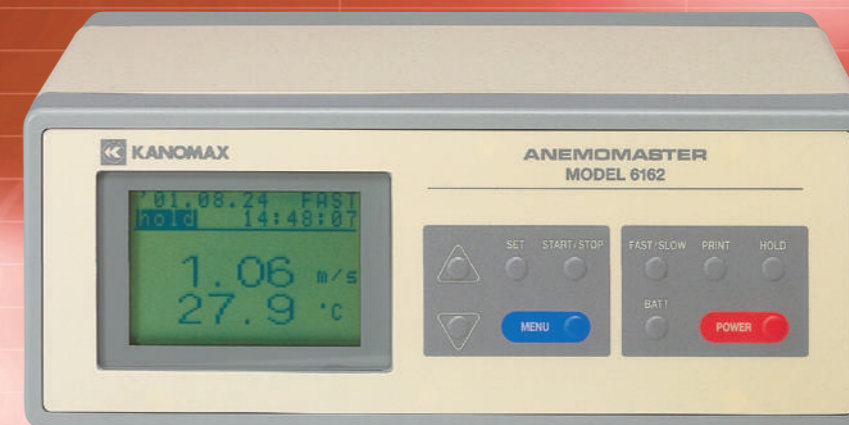 KANOMAX
ANEMOMASTER
MODEL 6162
'01.08.24 FAST
hold 14:48:07
1.06 m/s
27.9 °C
SET START/STOP
MENU
FAST/SLOW PRINT HOLD
BATT
POWER